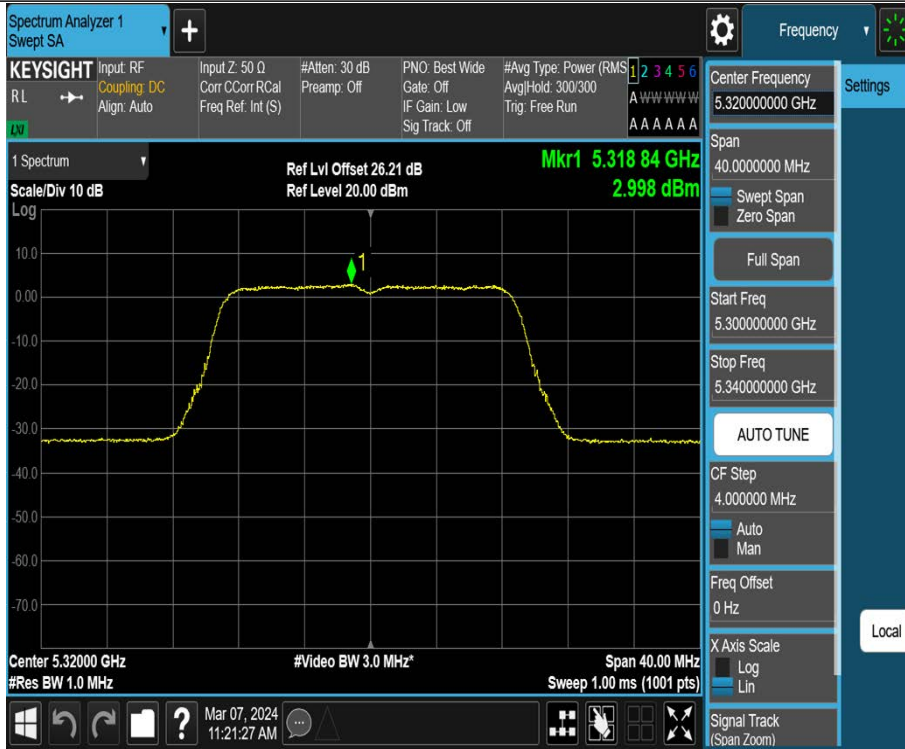 Spectrum Analyzer 1
Swept SA
+
Frequency
KEYSIGHT
Input: RF
Input Z: 50 Ω
#Atten: 30 dB
PNO: Best Wide
#Avg Type: Power (RMS
1 2 3 4 5 6
R L
Coupling: DC
Corr CCorr RCal
Preamp: Off
Gate: Off
Avg|Hold: 300/300
A W W W W W
Align: Auto
Freq Ref: Int (S)
IF Gain: Low
Trig: Free Run
Sig Track: Off
A A A A A A
LXI
1 Spectrum
Ref Lvl Offset 26.21 dB
Mkr1 5.318 84 GHz
Scale/Div 10 dB
Ref Level 20.00 dBm
2.998 dBm
Log
10.0
0.00
-10.0
-20.0
-30.0
-40.0
-50.0
-60.0
-70.0
1
Center 5.32000 GHz
#Video BW 3.0 MHz*
Span 40.00 MHz
#Res BW 1.0 MHz
Sweep 1.00 ms (1001 pts)
?
Mar 07, 2024
11:21:27 AM
Center Frequency
5.320000000 GHz
Settings
Span
40.0000000 MHz
Swept Span
Zero Span
Full Span
Start Freq
5.300000000 GHz
Stop Freq
5.340000000 GHz
AUTO TUNE
CF Step
4.000000 MHz
Auto
Man
Freq Offset
0 Hz
Local
X Axis Scale
Log
Lin
Signal Track
(Span Zoom)